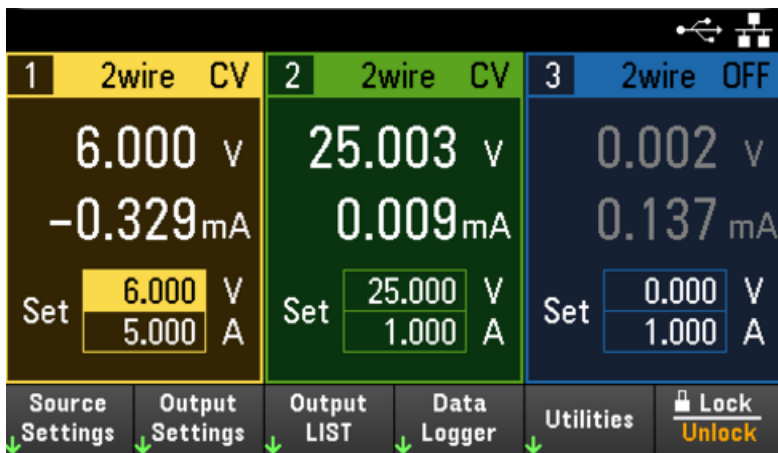 1 2wire CV 2 2wire CV 3 2wire OFF
6.000 V 25.003 V 0.002 V
-0.329 mA 0.009 mA 0.137 mA
Set 6.000 V Set 25.000 V Set 0.000 V
5.000 A 1.000 A 1.000 A
Source Output Output Data Utilities Lock
Settings Settings LIST Logger Unlock